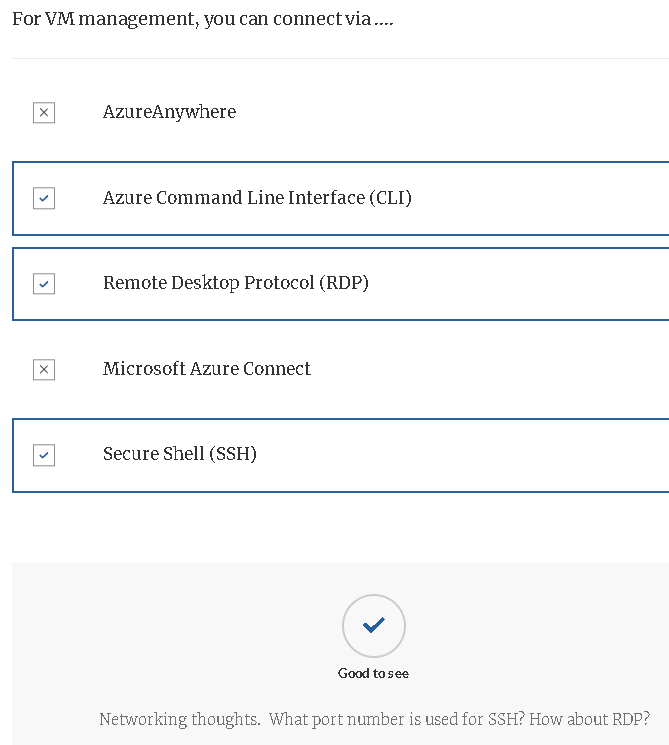 For VM management, you can connect via ....
AzureAnywhere
Azure Command Line Interface (CLI)
Remote Desktop Protocol (RDP)
Microsoft Azure Connect
Secure Shell (SSH)
Good to see
Networking thoughts. What port number is used for SSH? How about RDP?